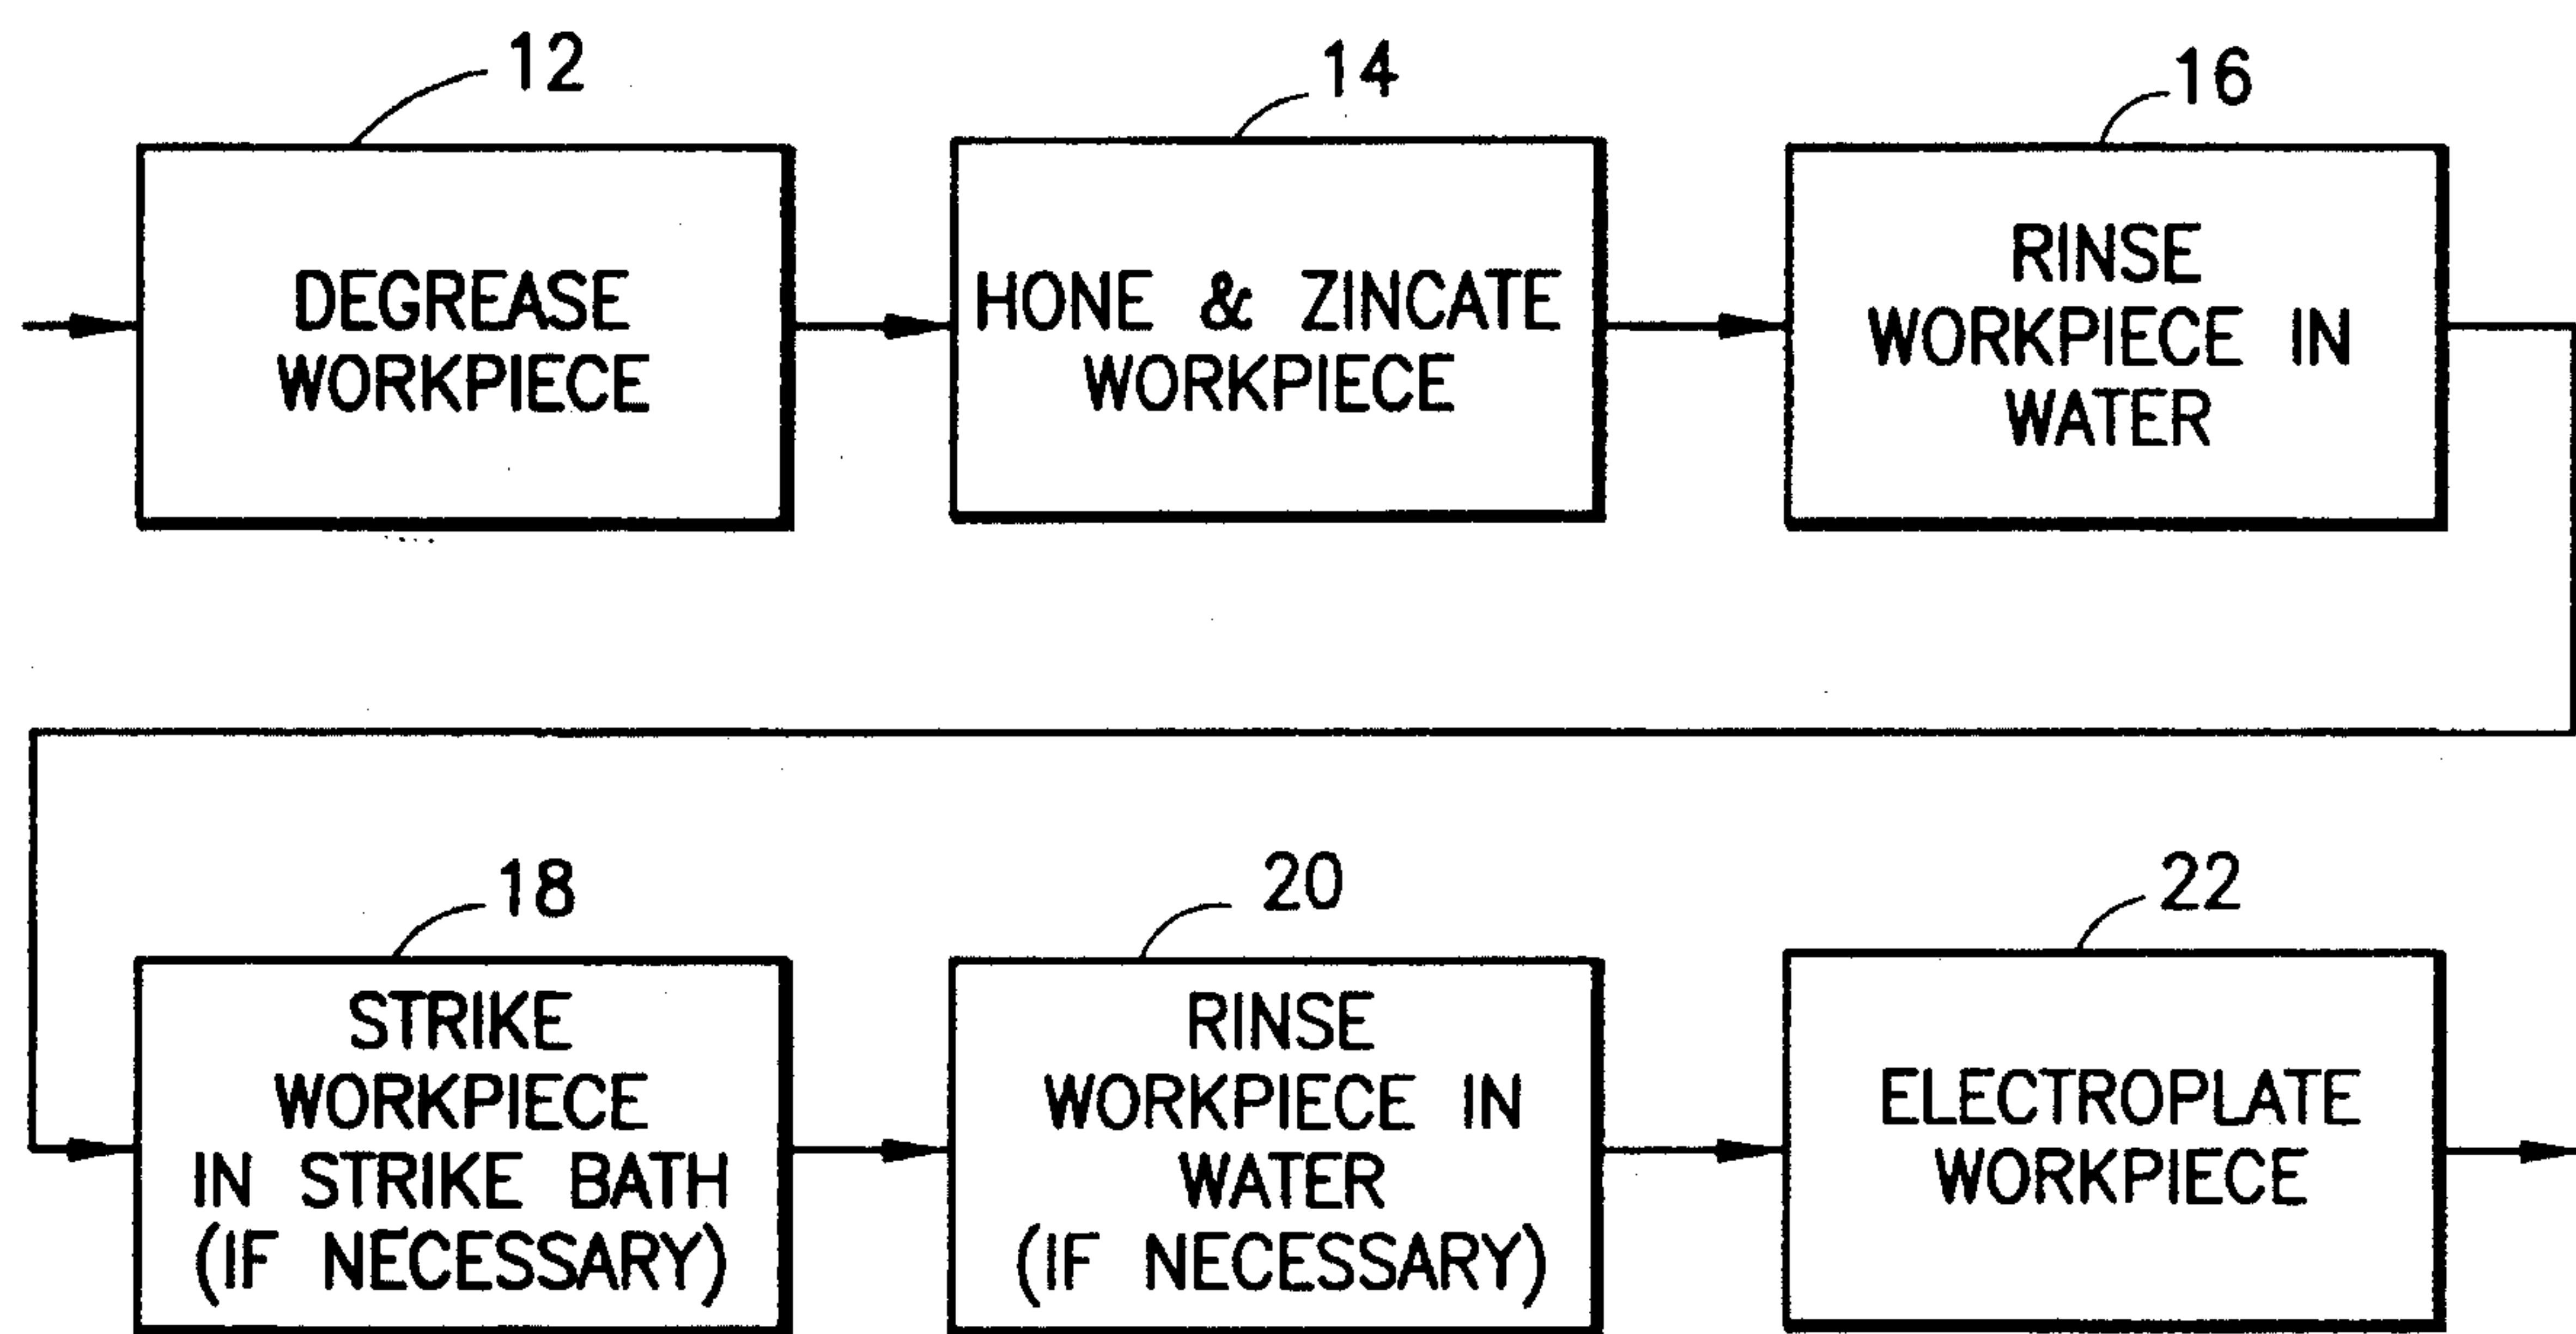 12
DEGREASE
WORKPIECE
14
HONE & ZINCATE
WORKPIECE
16
RINSE
WORKPIECE IN
WATER
18
STRIKE
WORKPIECE
IN STRIKE BATH
(IF NECESSARY)
20
RINSE
WORKPIECE IN
WATER
(IF NECESSARY)
22
ELECTROPLATE
WORKPIECE